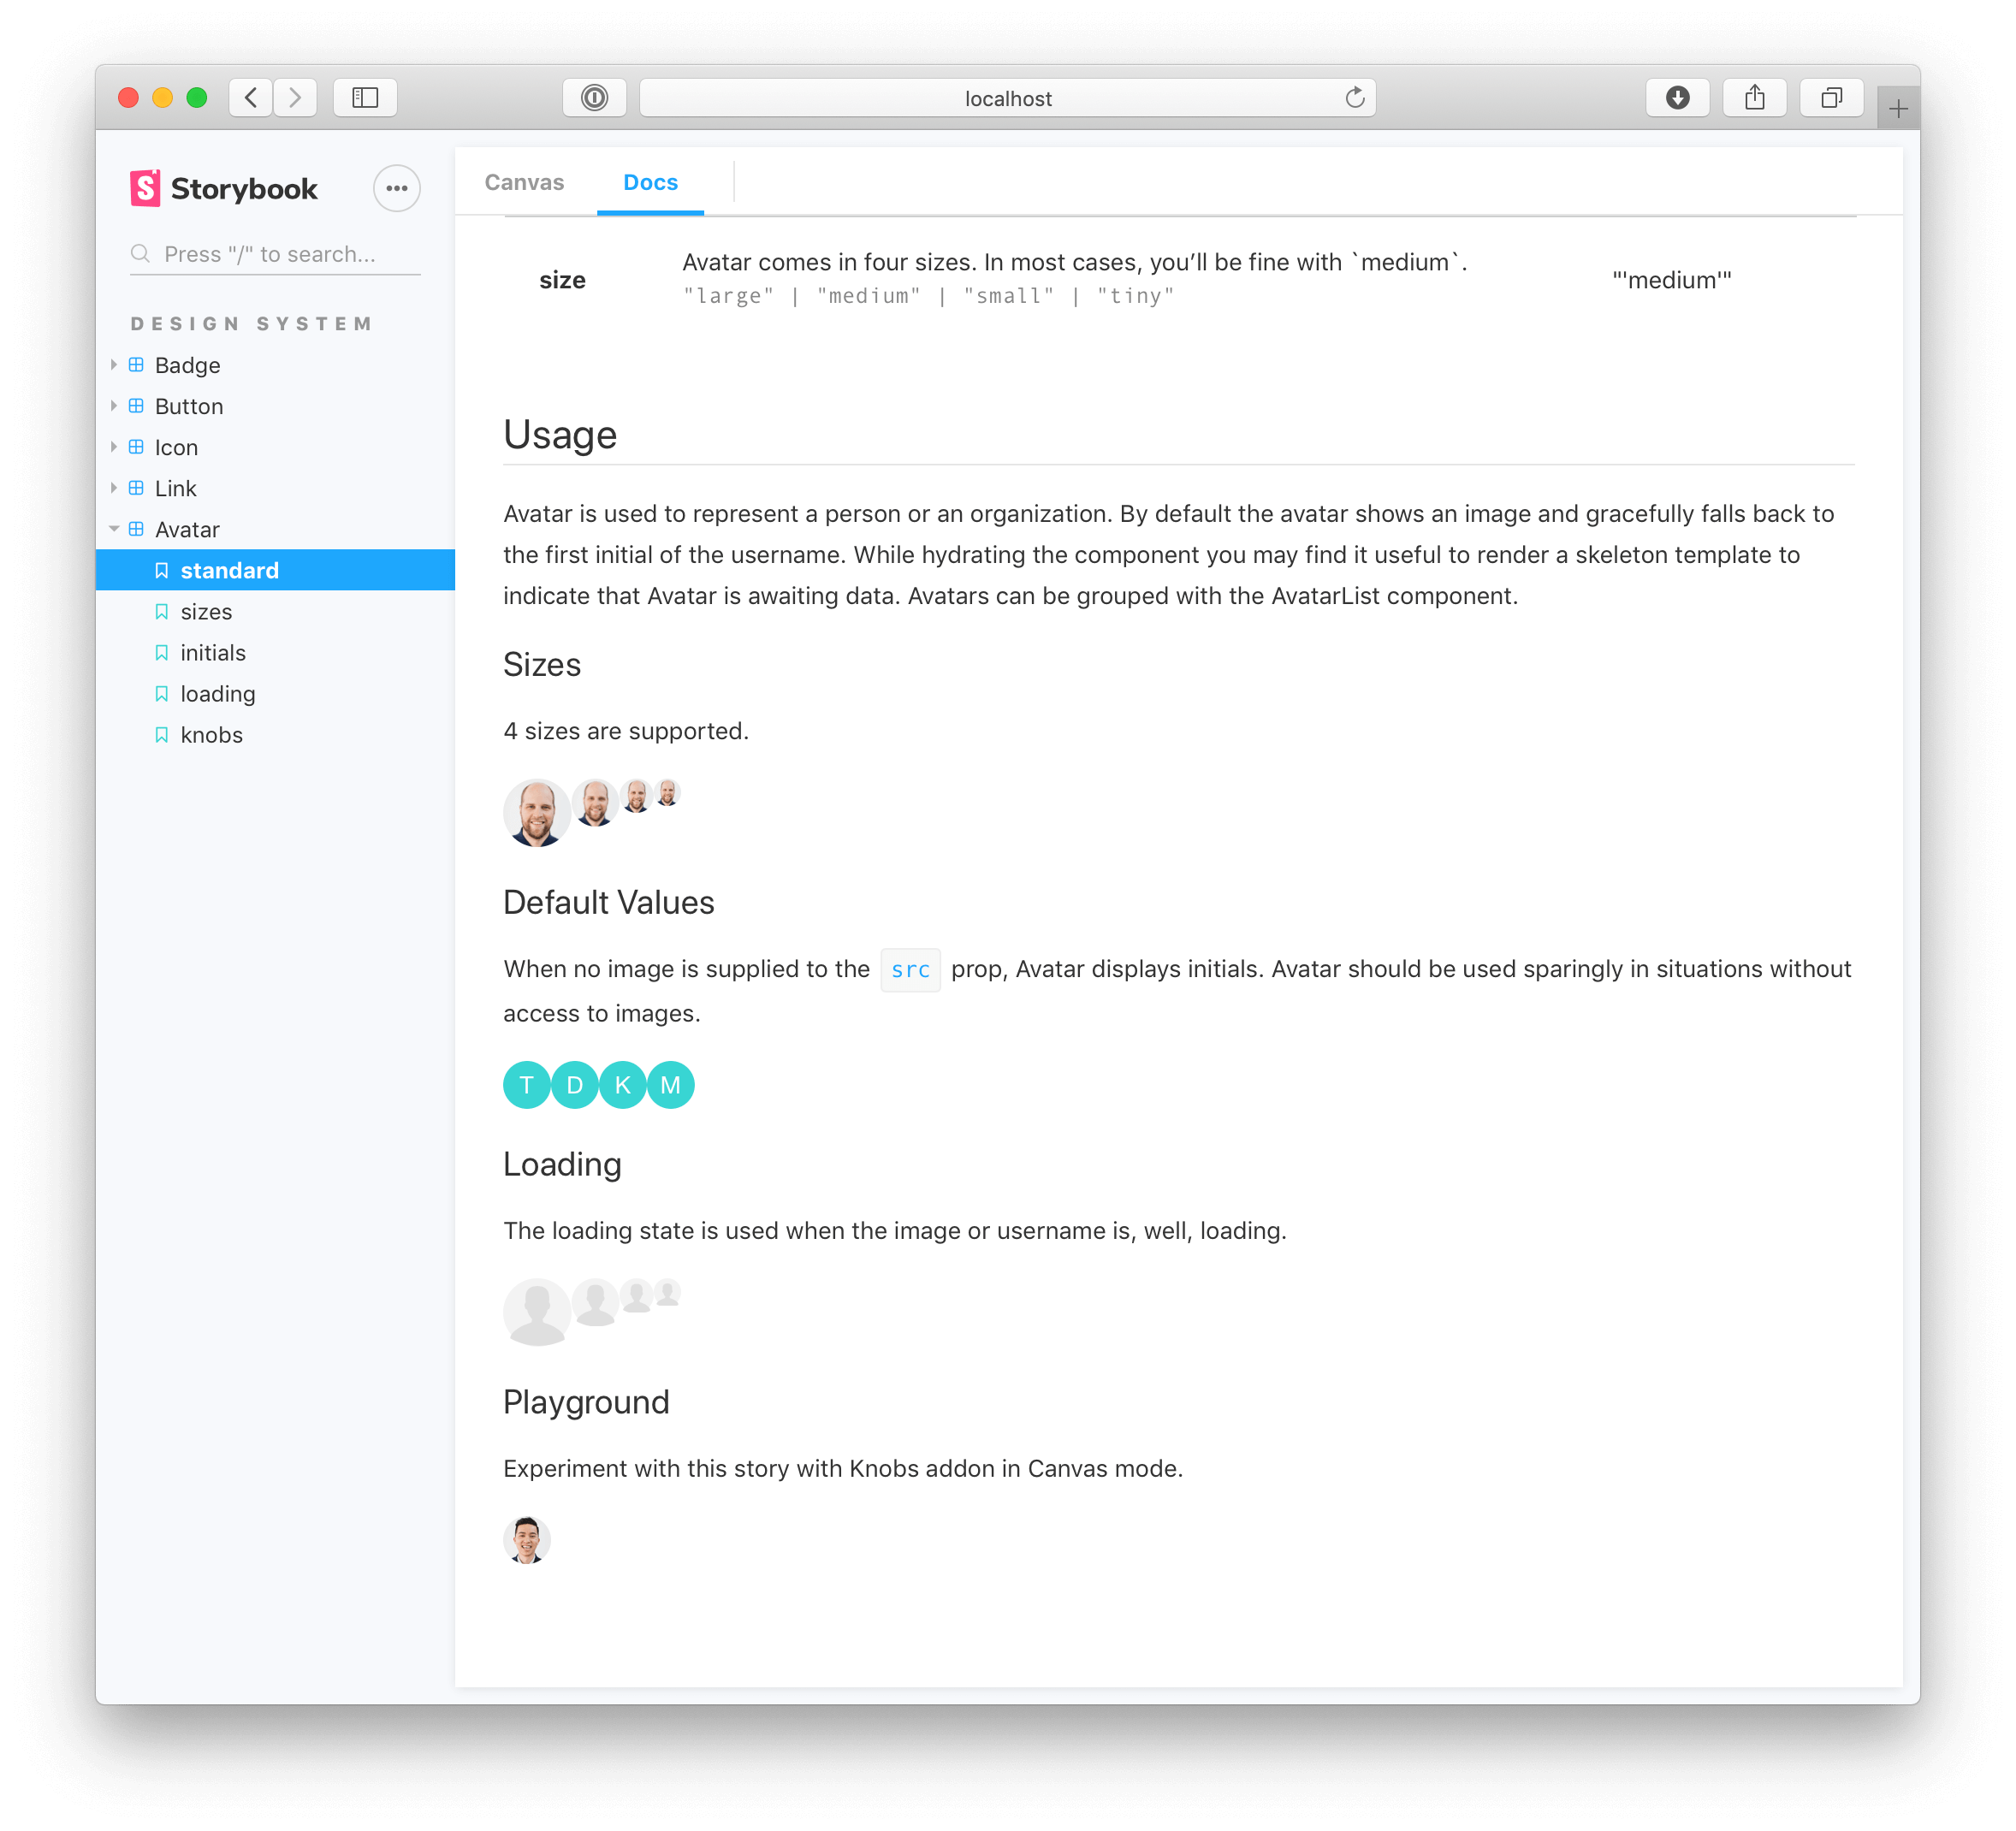 localhost
Storybook
Press "/" to search...
DESIGN SYSTEM
Badge
Button
Icon
Link
Avatar
standard
sizes
initials
loading
knobs
Canvas
Docs
size
Avatar comes in four sizes. In most cases, you’ll be fine with `medium`.
"large" | "medium" | "small" | "tiny"
"'medium'"
Usage
Avatar is used to represent a person or an organization. By default the avatar shows an image and gracefully falls back to
the first initial of the username. While hydrating the component you may find it useful to render a skeleton template to
indicate that Avatar is awaiting data. Avatars can be grouped with the AvatarList component.
Sizes
4 sizes are supported.
Default Values
When no image is supplied to the src prop, Avatar displays initials. Avatar should be used sparingly in situations without
access to images.
T D K M
Loading
The loading state is used when the image or username is, well, loading.
Playground
Experiment with this story with Knobs addon in Canvas mode.